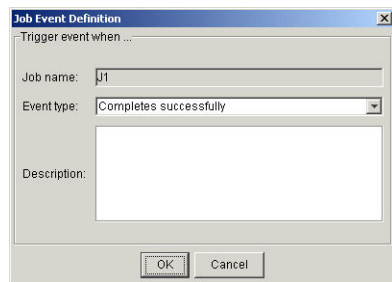 Job Event Definition
Trigger event when ...
Job name: J1
Event type: Completes successfully
Description:
OK Cancel